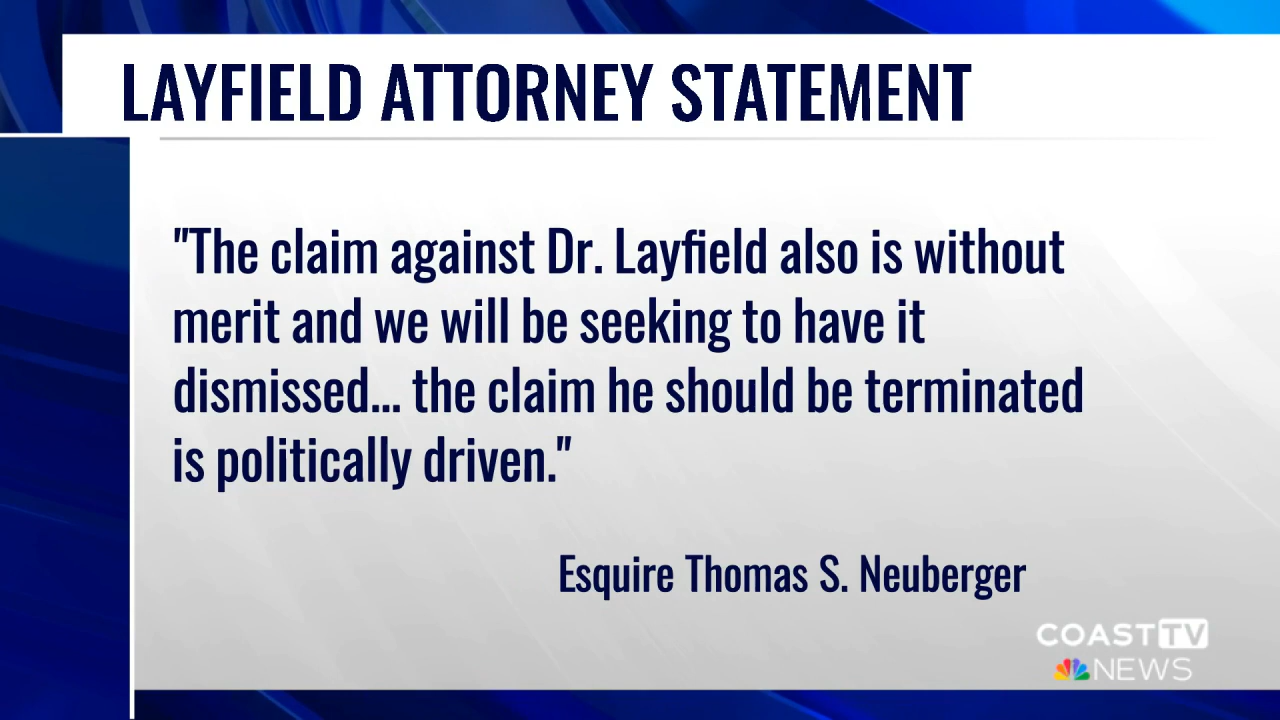 LAYFIELD ATTORNEY STATEMENT
"The claim against Dr. Layfield also is without
merit and we will be seeking to have it
dismissed... the claim he should be terminated
is politically driven."
Esquire Thomas S. Neuberger
COAST TV
NEWS